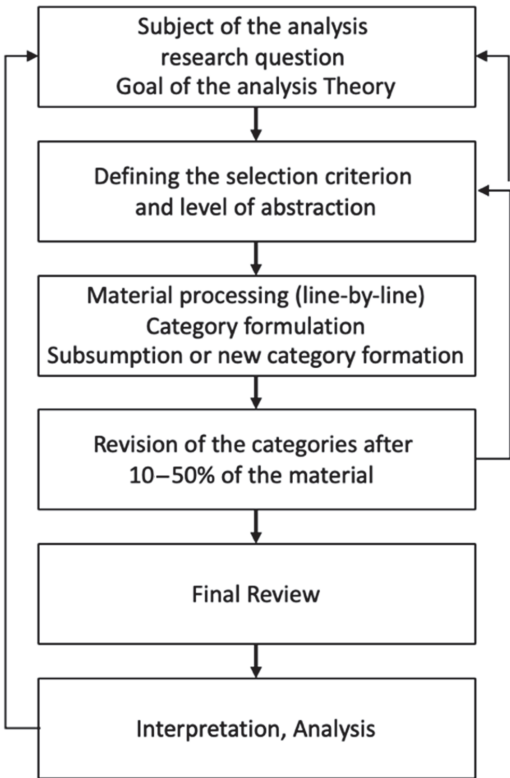 Subject of the analysis
research question
Goal of the analysis Theory
Defining the selection criterion
and level of abstraction
Material processing (line-by-line)
Category formulation
Subsumption or new category formation
Revision of the categories after
10–50% of the material
Final Review
Interpretation, Analysis